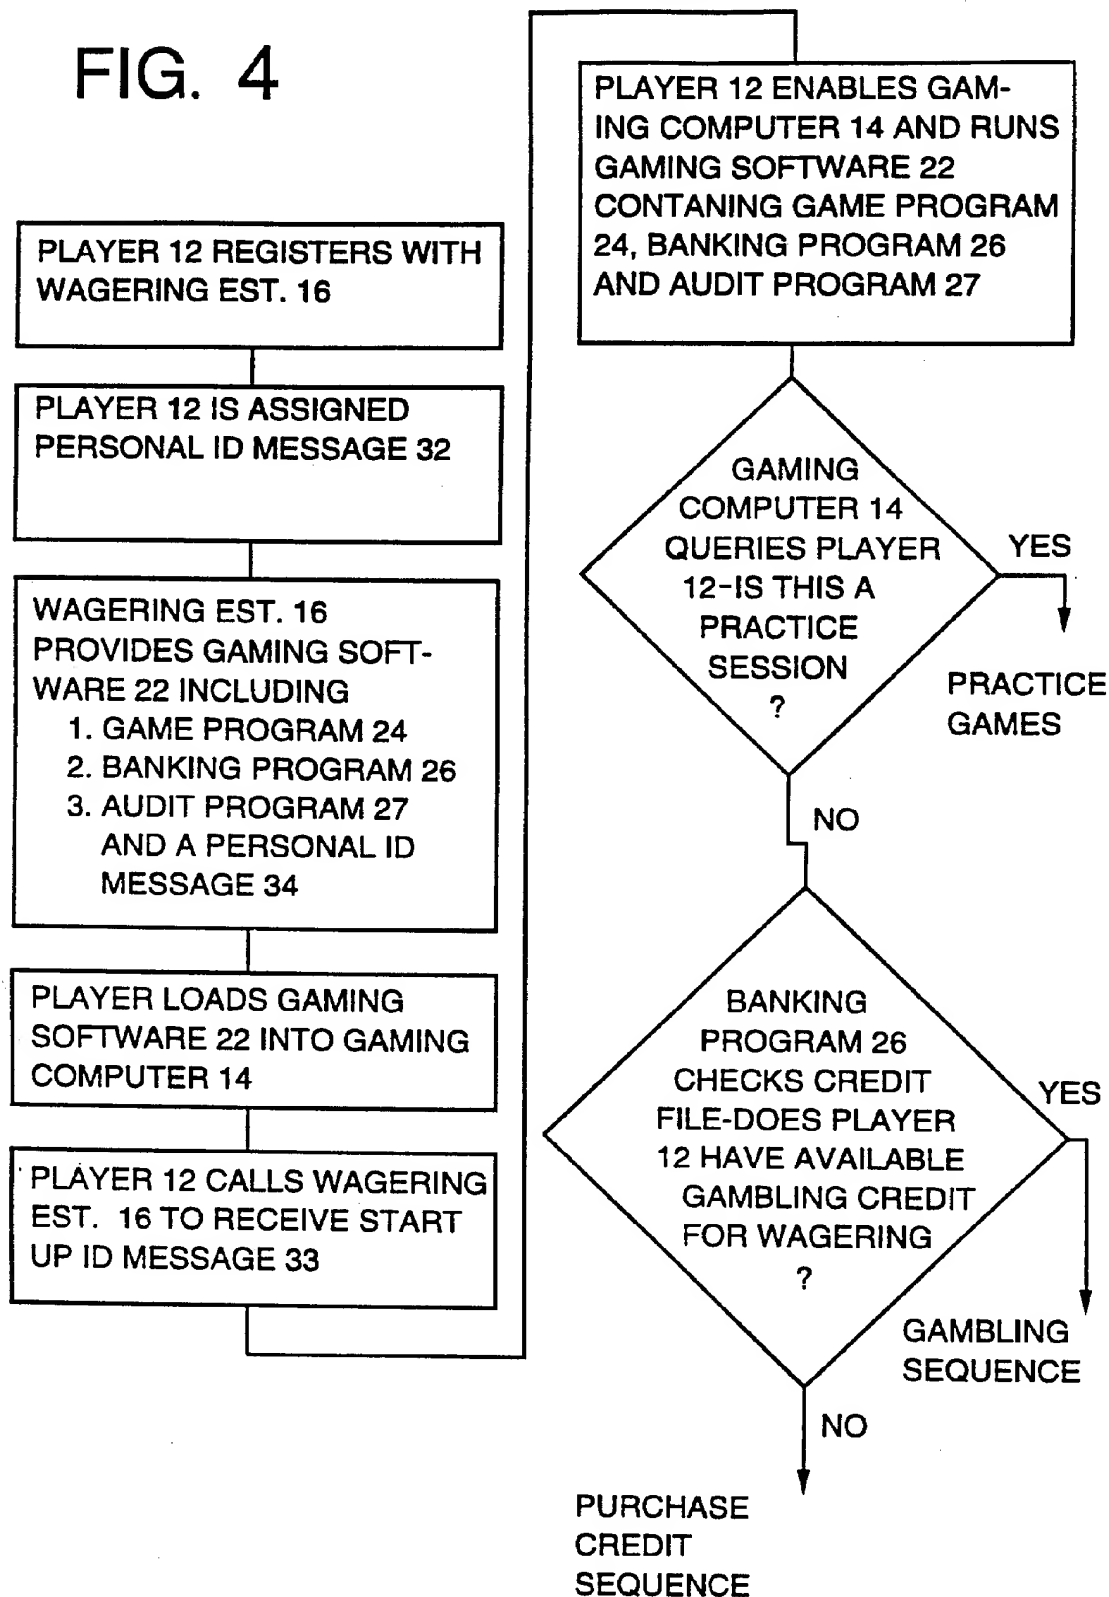 FIG. 4
PLAYER 12 REGISTERS WITH
WAGERING EST. 16
PLAYER 12 IS ASSIGNED
PERSONAL ID MESSAGE 32
WAGERING EST. 16
PROVIDES GAMING SOFT-
WARE 22 INCLUDING
1. GAME PROGRAM 24
2. BANKING PROGRAM 26
3. AUDIT PROGRAM 27
AND A PERSONAL ID
MESSAGE 34
PLAYER LOADS GAMING
SOFTWARE 22 INTO GAMING
COMPUTER 14
PLAYER 12 CALLS WAGERING
EST. 16 TO RECEIVE START
UP ID MESSAGE 33
PLAYER 12 ENABLES GAM-
ING COMPUTER 14 AND RUNS
GAMING SOFTWARE 22
CONTANING GAME PROGRAM
24, BANKING PROGRAM 26
AND AUDIT PROGRAM 27
GAMING
COMPUTER 14
QUERIES PLAYER
12-IS THIS A
PRACTICE
SESSION
?
YES
PRACTICE
GAMES
NO
BANKING
PROGRAM 26
CHECKS CREDIT
FILE-DOES PLAYER
12 HAVE AVAILABLE
GAMBLING CREDIT
FOR WAGERING
?
YES
GAMBLING
SEQUENCE
NO
PURCHASE
CREDIT
SEQUENCE